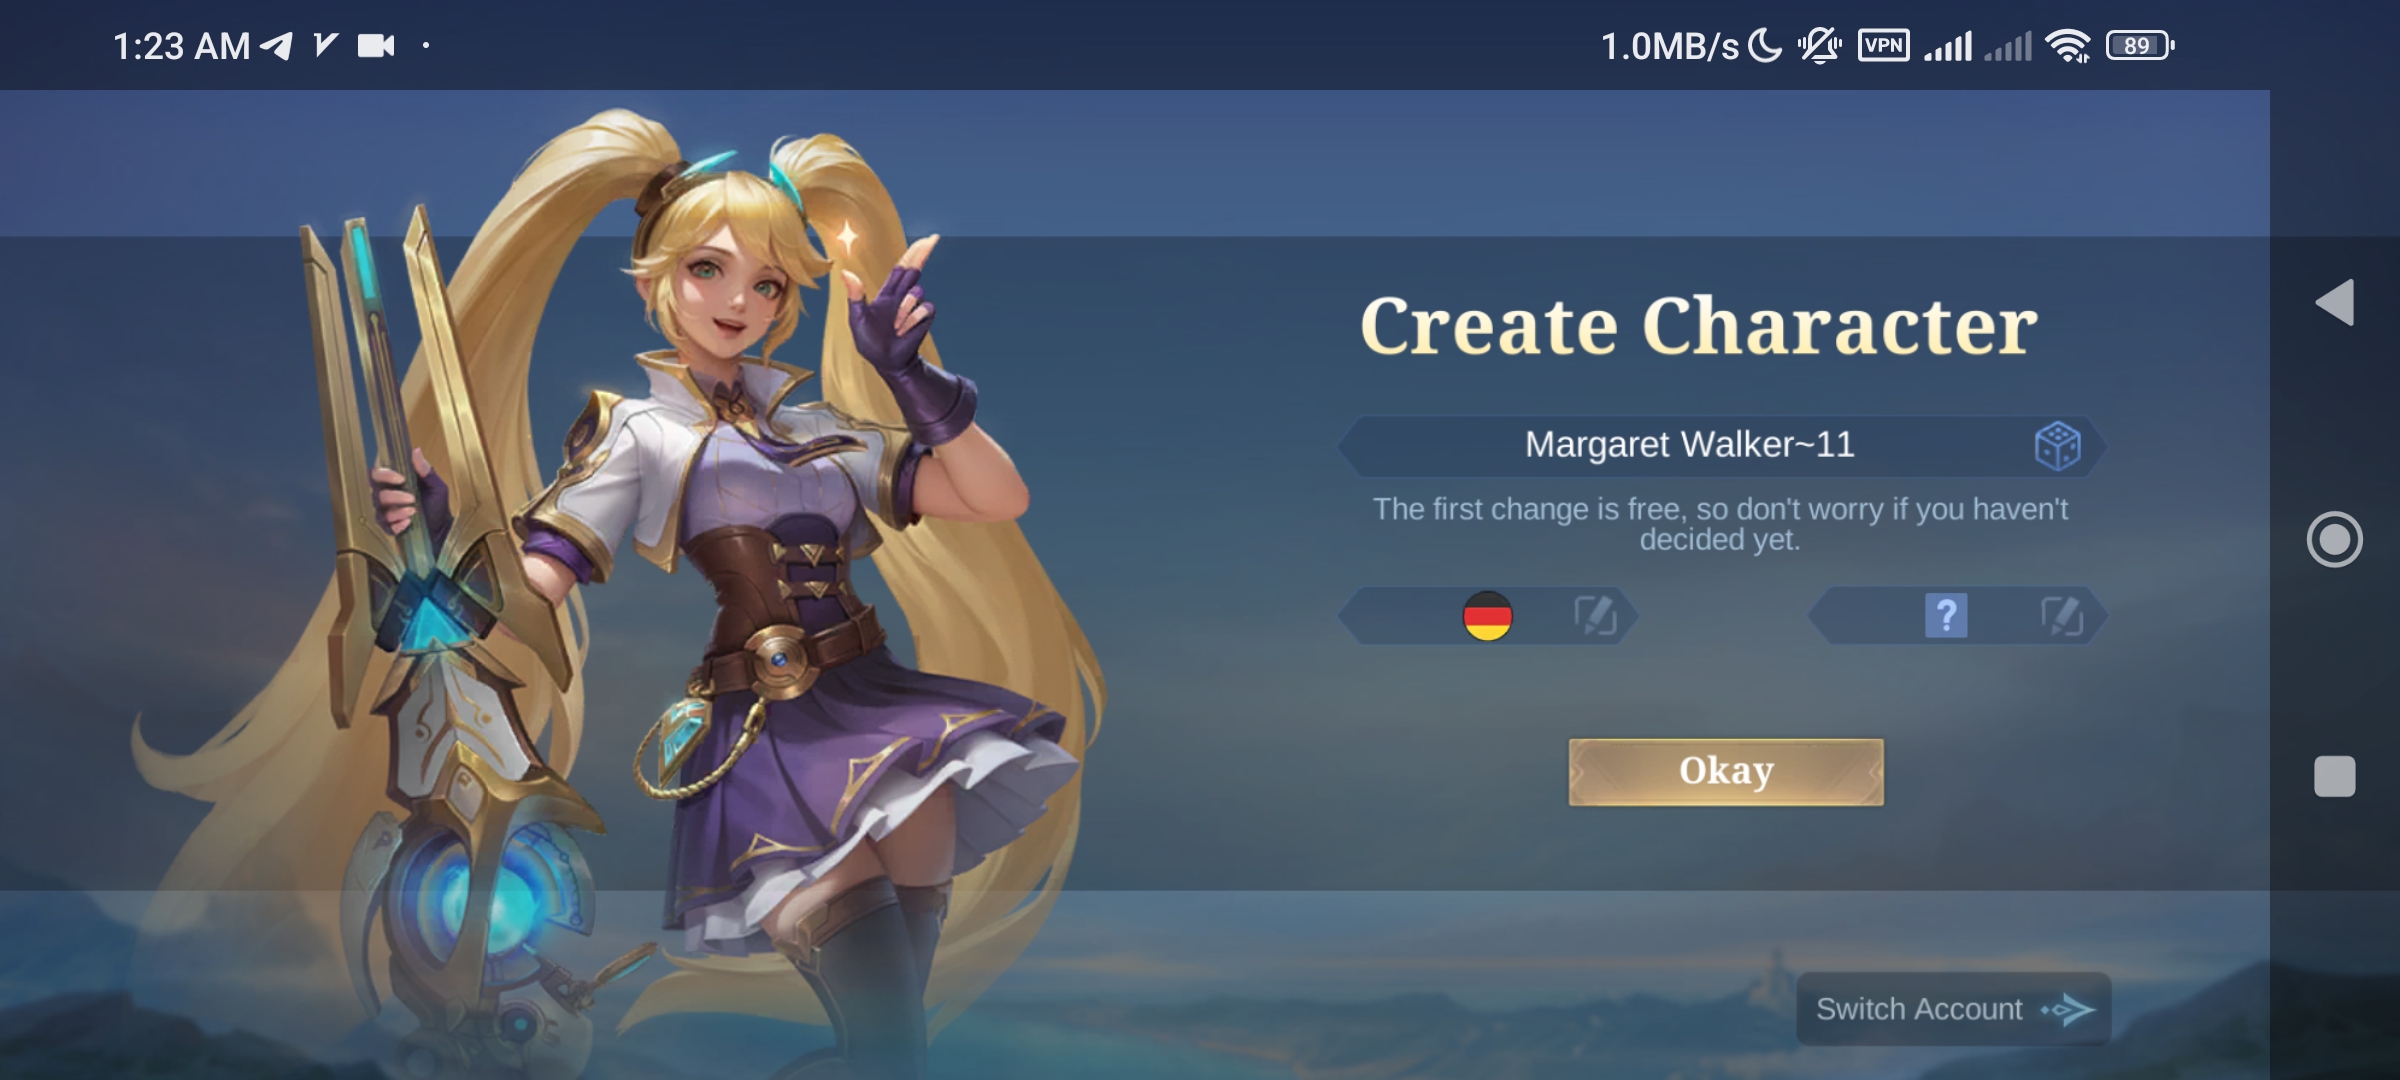 1:23 AM
1.0MB/s
VPN
89
Create Character
Margaret Walker~11
The first change is free, so don't worry if you haven't
decided yet.
?
Okay
Switch Account